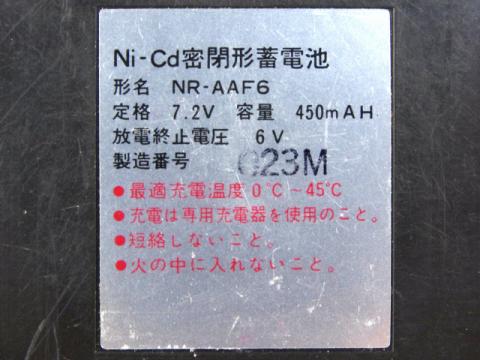 Ni-Cd密閉形蓄電池
形名 NR-AAF6
定格 7.2V 容量 450mAH
放電終止電圧 6V
製造番号 023M
●最適充電温度0℃~45℃
●充電は専用充電器を使用のこと。
●短絡しないこと。
●火の中に入れないこと。